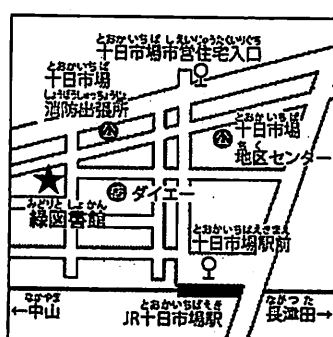 とおかいちば しえいじゅうたくいりぐち
十日市場市営住宅入口
とおかいちば
十日市場
しょうぼうしゅっちょうじょ
消防出張所
とおかいちば
十日市場
ちく
地区センター
みどりとしょかん
緑図書館
ダイエー
とおかいちばえきまえ
十日市場駅前
なかやま
←中山
とおかいちばえき
JR十日市場駅
ながつた
長津田→